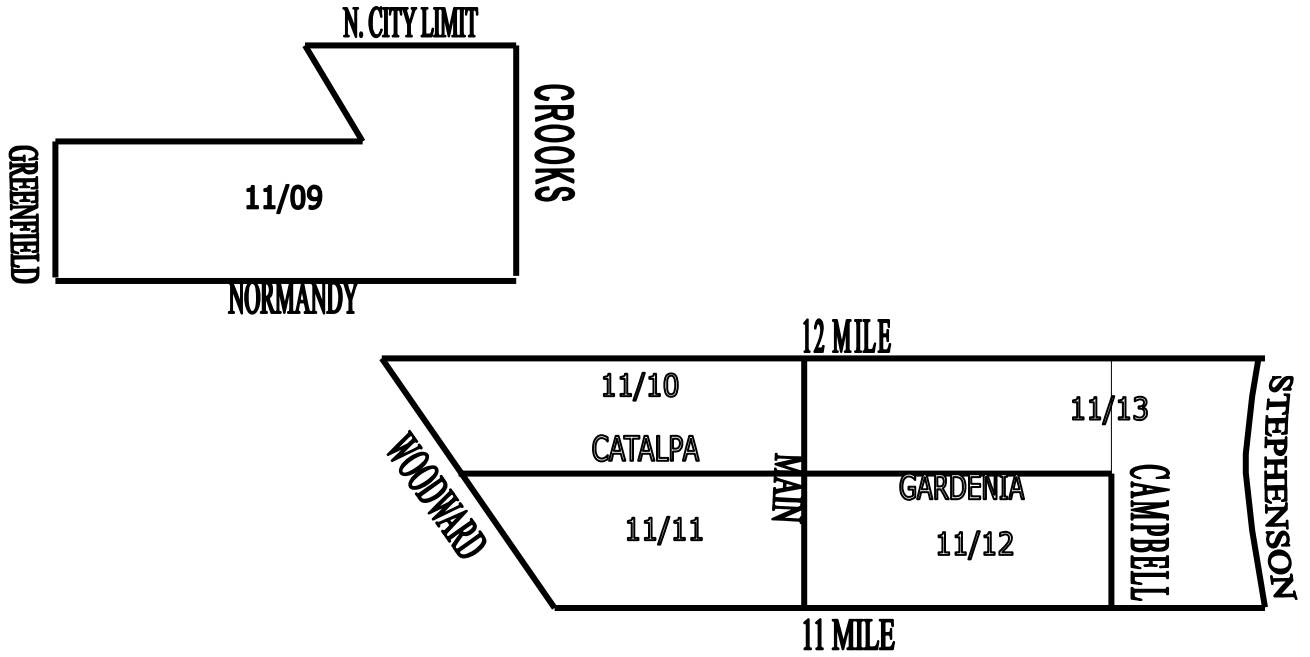 N. CITY LIMIT
CROOKS
GREENFIELD
11/09
NORMANDY
12 MILE
11/10
11/13
STEPHENSON
CATALPA
MAIN
WOODWARD
GARDENIA
CAMPBELL
11/11
11/12
11 MILE